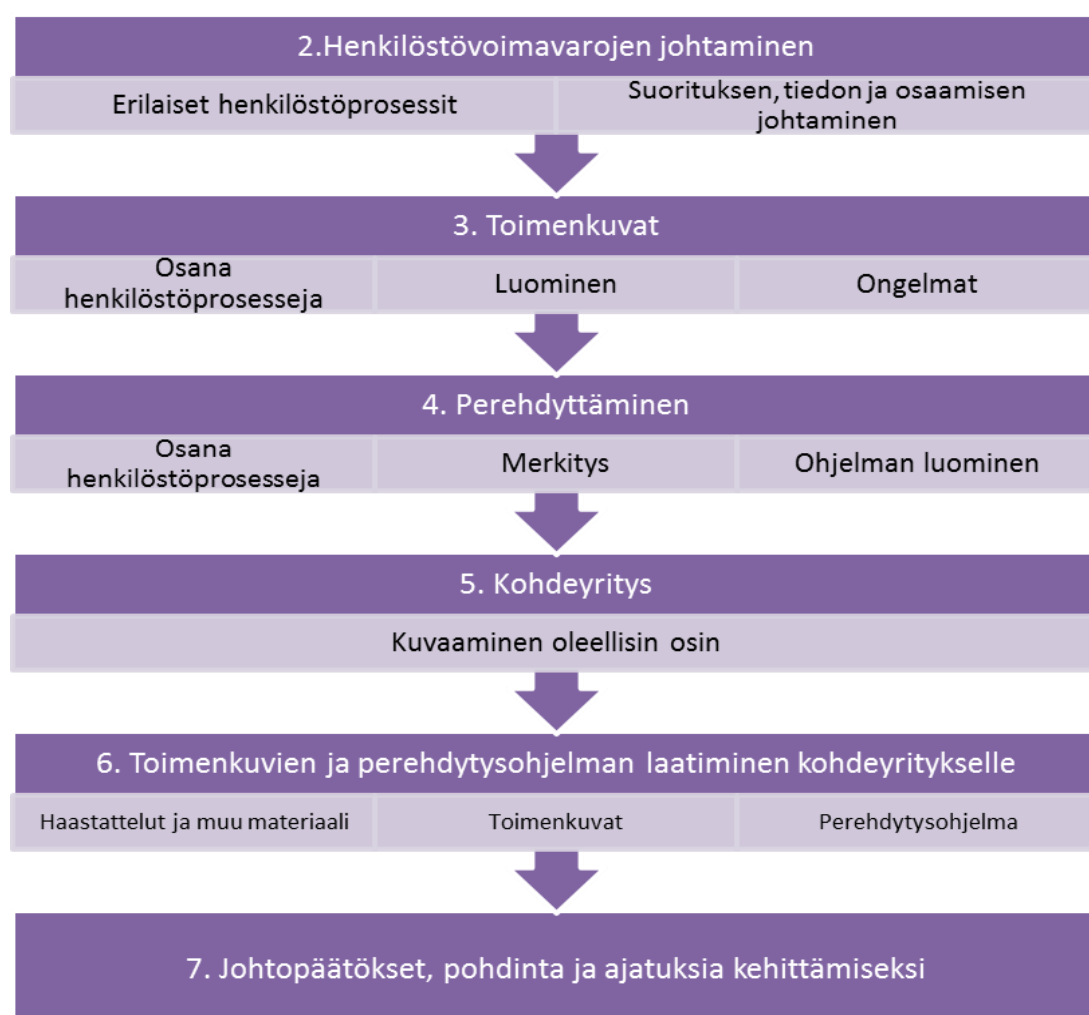 2.Henkilöstövoimavarojen johtaminen
Erilaiset henkilöstöprosessit
Suorituksen, tiedon ja osaamisen
johtaminen
3. Toimenkuvat
Osana
henkilöstöprosesseja
Luominen
Ongelmat
4. Perehdyttäminen
Osana
henkilöstöprosesseja
Merkitys
Ohjelman luominen
5. Kohdeyritys
Kuvaaminen oleellisin osin
6. Toimenkuvien ja perehdytysohjelman laatiminen kohdeyritykselle
Haastattelut ja muu materiaali
Toimenkuvat
Perehdytysohjelma
7. Johtopäätökset, pohdinta ja ajatuksia kehittämiseksi